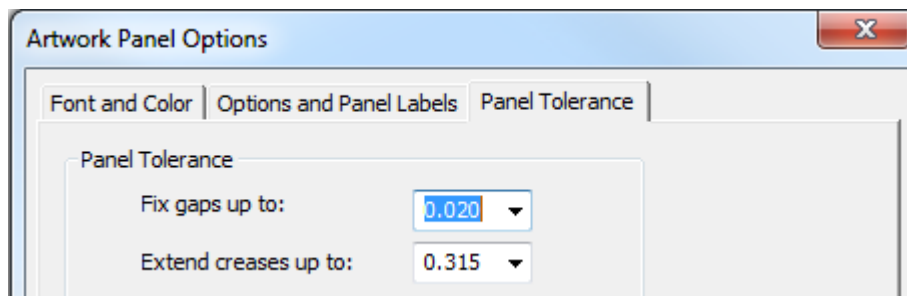 Artwork Panel Options
Font and Color Options and Panel Labels Panel Tolerance
Panel Tolerance
Fix gaps up to: 0.020
Extend creases up to: 0.315